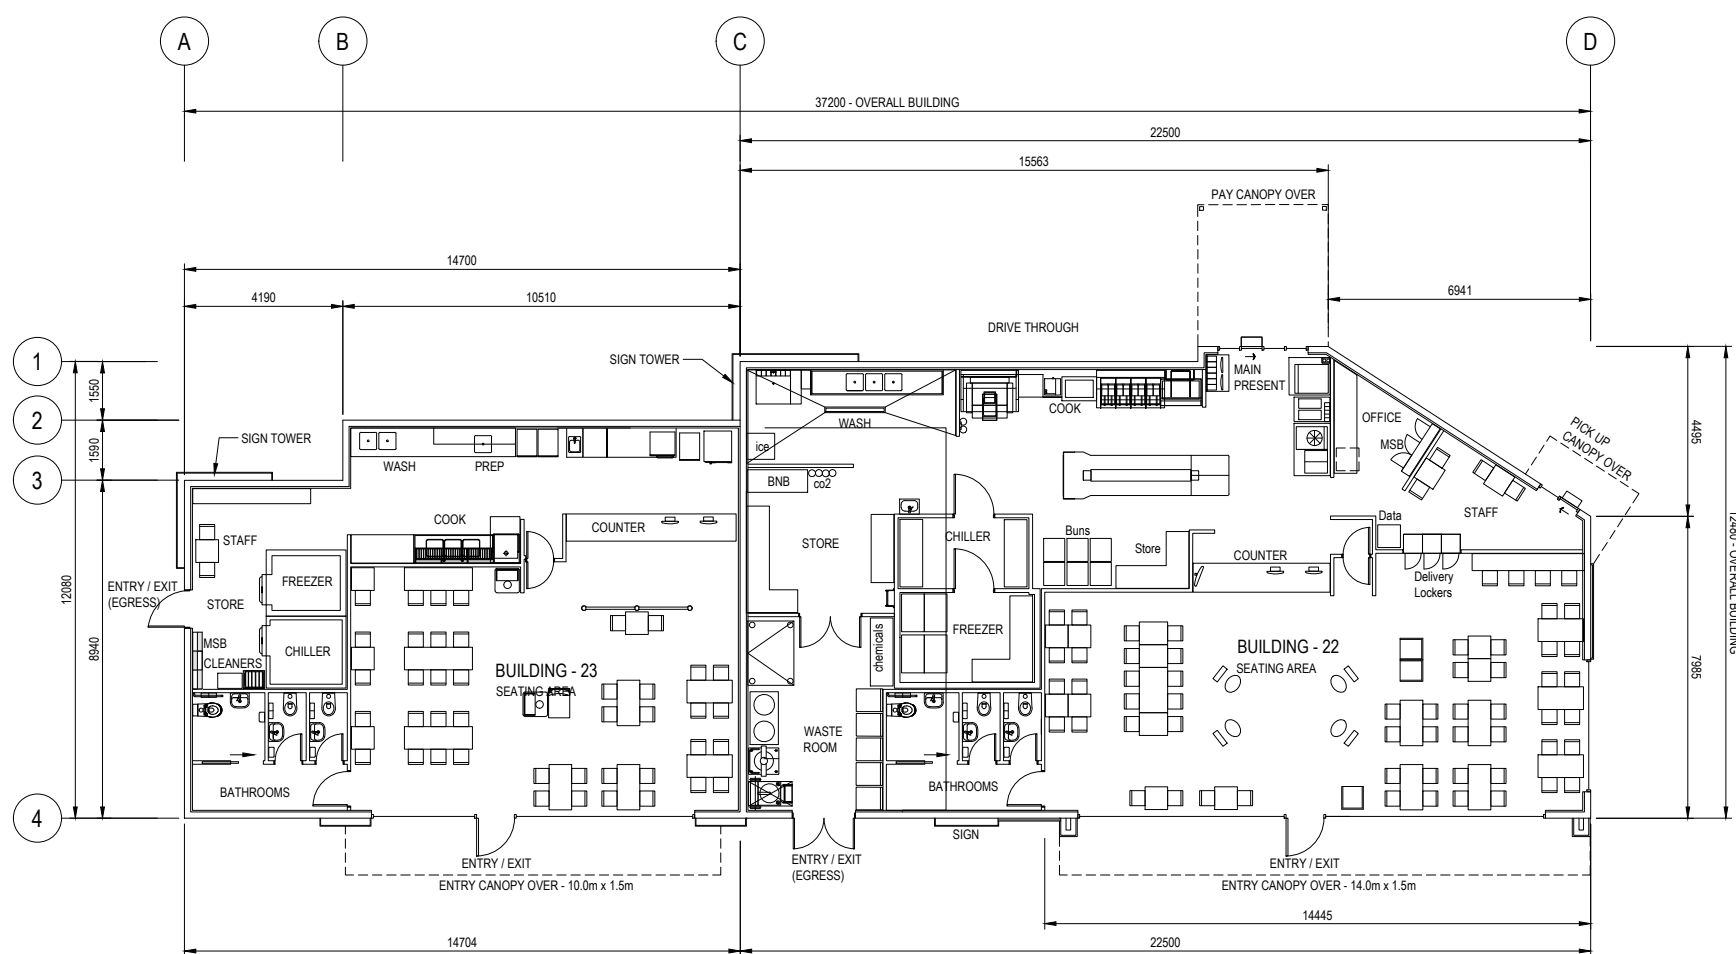 A
B
C
D
37200 - OVERALL BUILDING
22500
15563
PAY CANOPY OVER
14700
4190
10510
6941
DRIVE THROUGH
1
2
3
4
1550
1590
8940
12080
SIGN TOWER
SIGN TOWER
MAIN
PRESENT
COOK
WASH
ice
BNB
co2
OFFICE
MSB
PICK UP
CANOPY OVER
4495
7985
12480 - OVERALL BUILDING
WASH
PREP
COOK
COUNTER
STAFF
STORE
CHILLER
Buns
Store
COUNTER
Data
STAFF
Delivery
Lockers
ENTRY / EXIT
(EGRESS)
STORE
FREEZER
MSB
CLEANERS
CHILLER
FREEZER
chemicals
BUILDING - 23
SEATING AREA
BUILDING - 22
SEATING AREA
WASTE
ROOM
BATHROOMS
BATHROOMS
SIGN
ENTRY / EXIT
ENTRY CANOPY OVER - 10.0m x 1.5m
ENTRY / EXIT
(EGRESS)
ENTRY / EXIT
ENTRY CANOPY OVER - 14.0m x 1.5m
14445
14704
22500